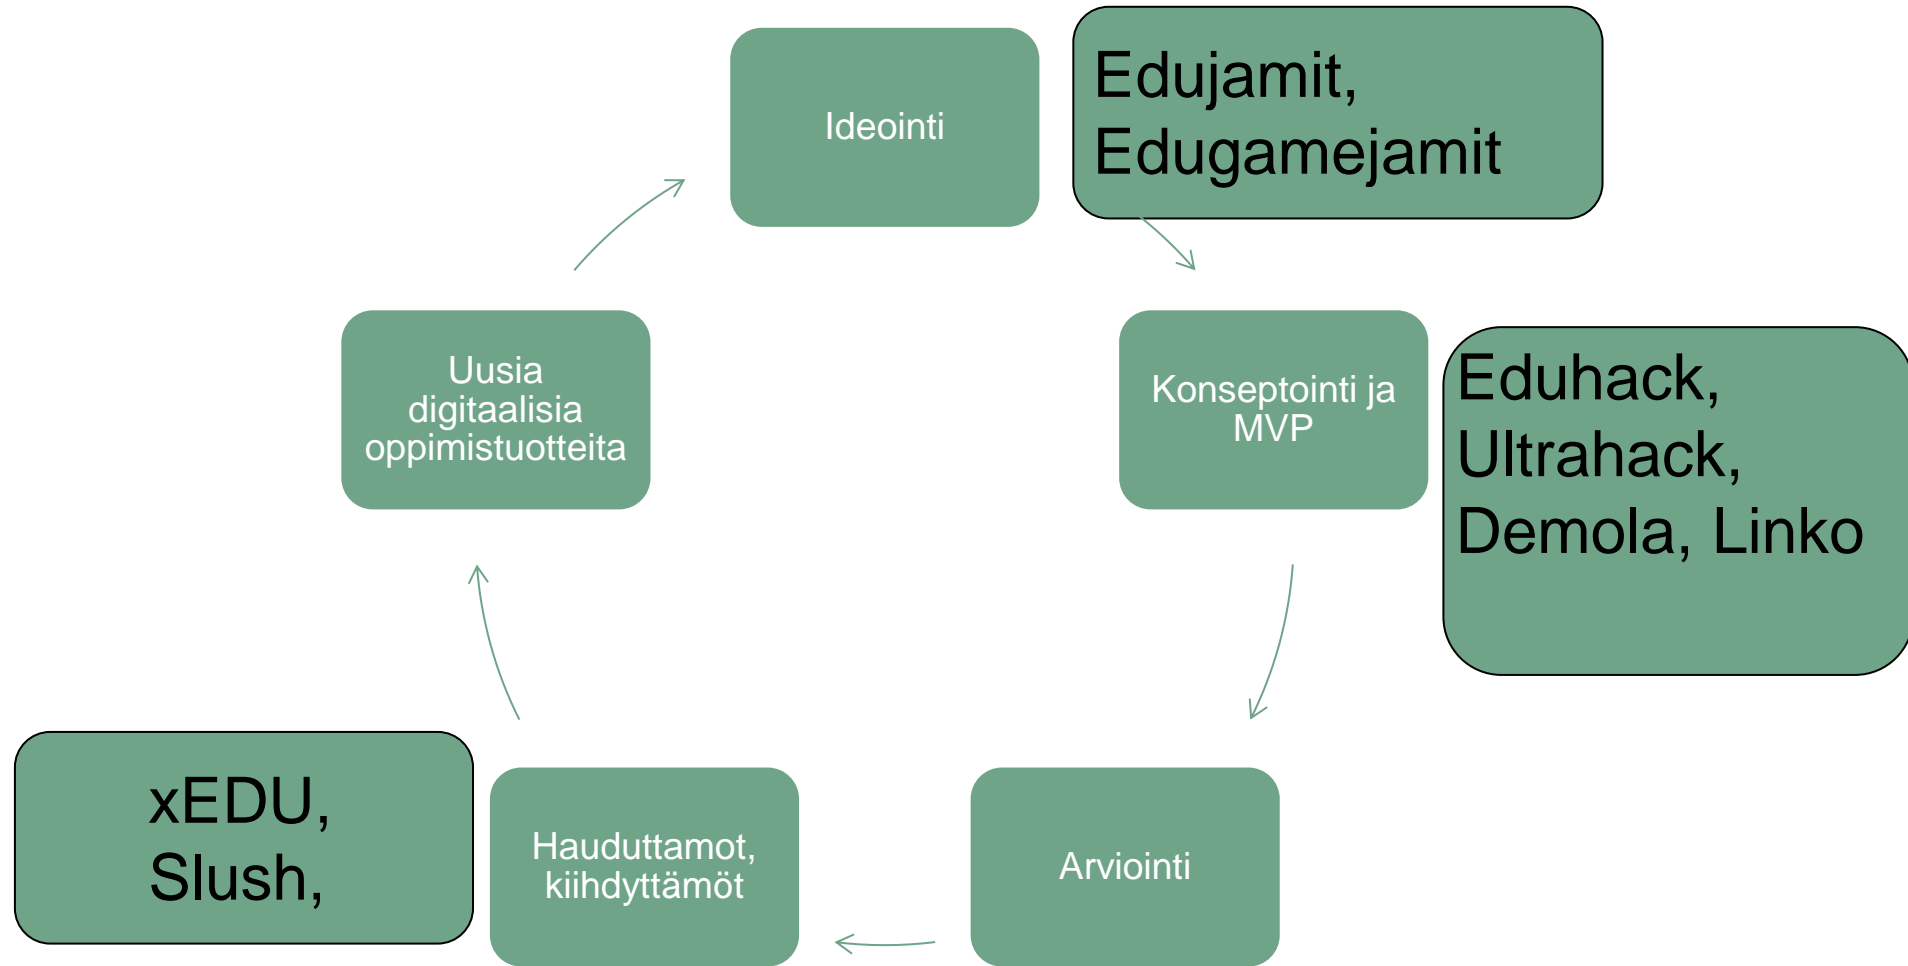 Ideointi
Edujamit,
Edugamejamit
Konseptointi ja
MVP
Eduhack,
Ultrahack,
Demola, Linko
Arviointi
Hauduttamot,
kiihdyttämöt
xEDU,
Slush,
Uusia
digitaalisia
oppimistuotteita